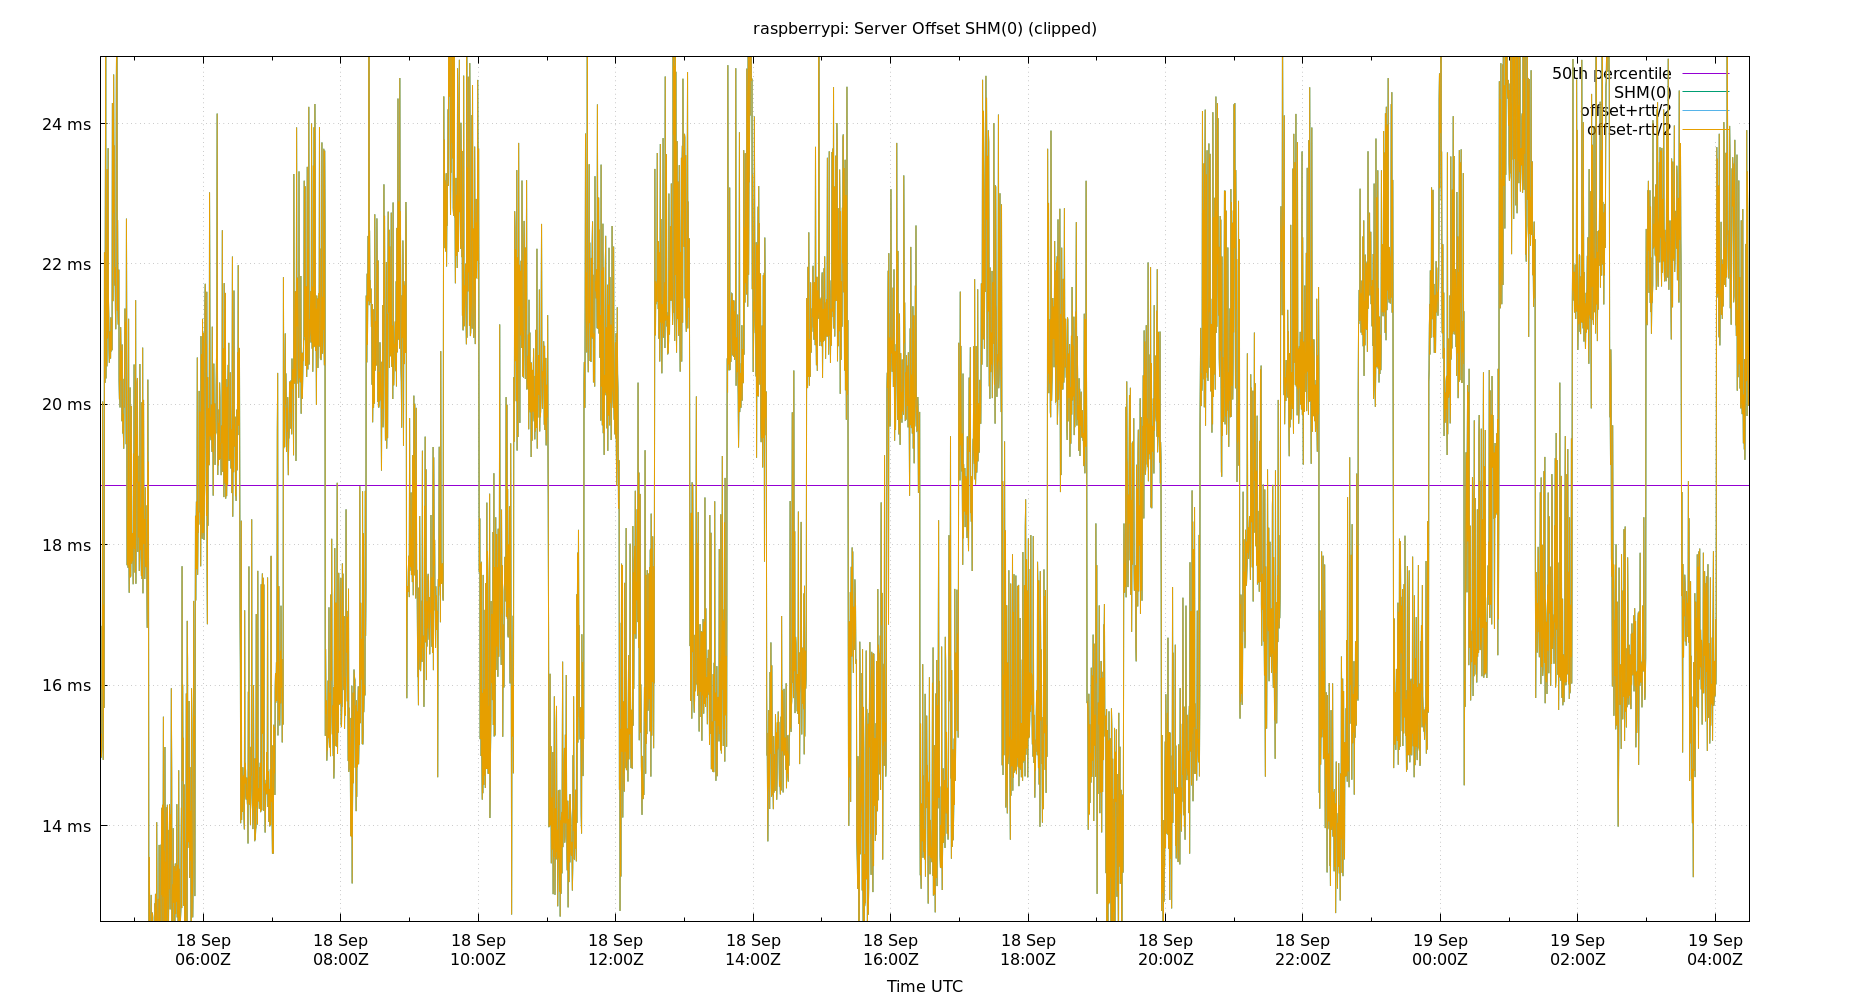 raspberrypi: Server Offset SHM(0) (clipped)
50th percentile
SHM(0)
offset+rtt/2
offset-rtt/2
24 ms
22 ms
20 ms
18 ms
16 ms
14 ms
18 Sep 18 Sep 18 Sep 18 Sep 18 Sep 18 Sep 18 Sep 18 Sep 18 Sep 19 Sep 19 Sep 19 Sep
06:00Z 08:00Z 10:00Z 12:00Z 14:00Z 16:00Z 18:00Z 20:00Z 22:00Z 00:00Z 02:00Z 04:00Z
Time UTC